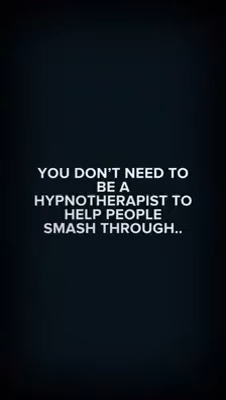 YOU DON'T NEED TO
BE A
HYPNOTHERAPIST TO
HELP PEOPLE
SMASH THROUGH..